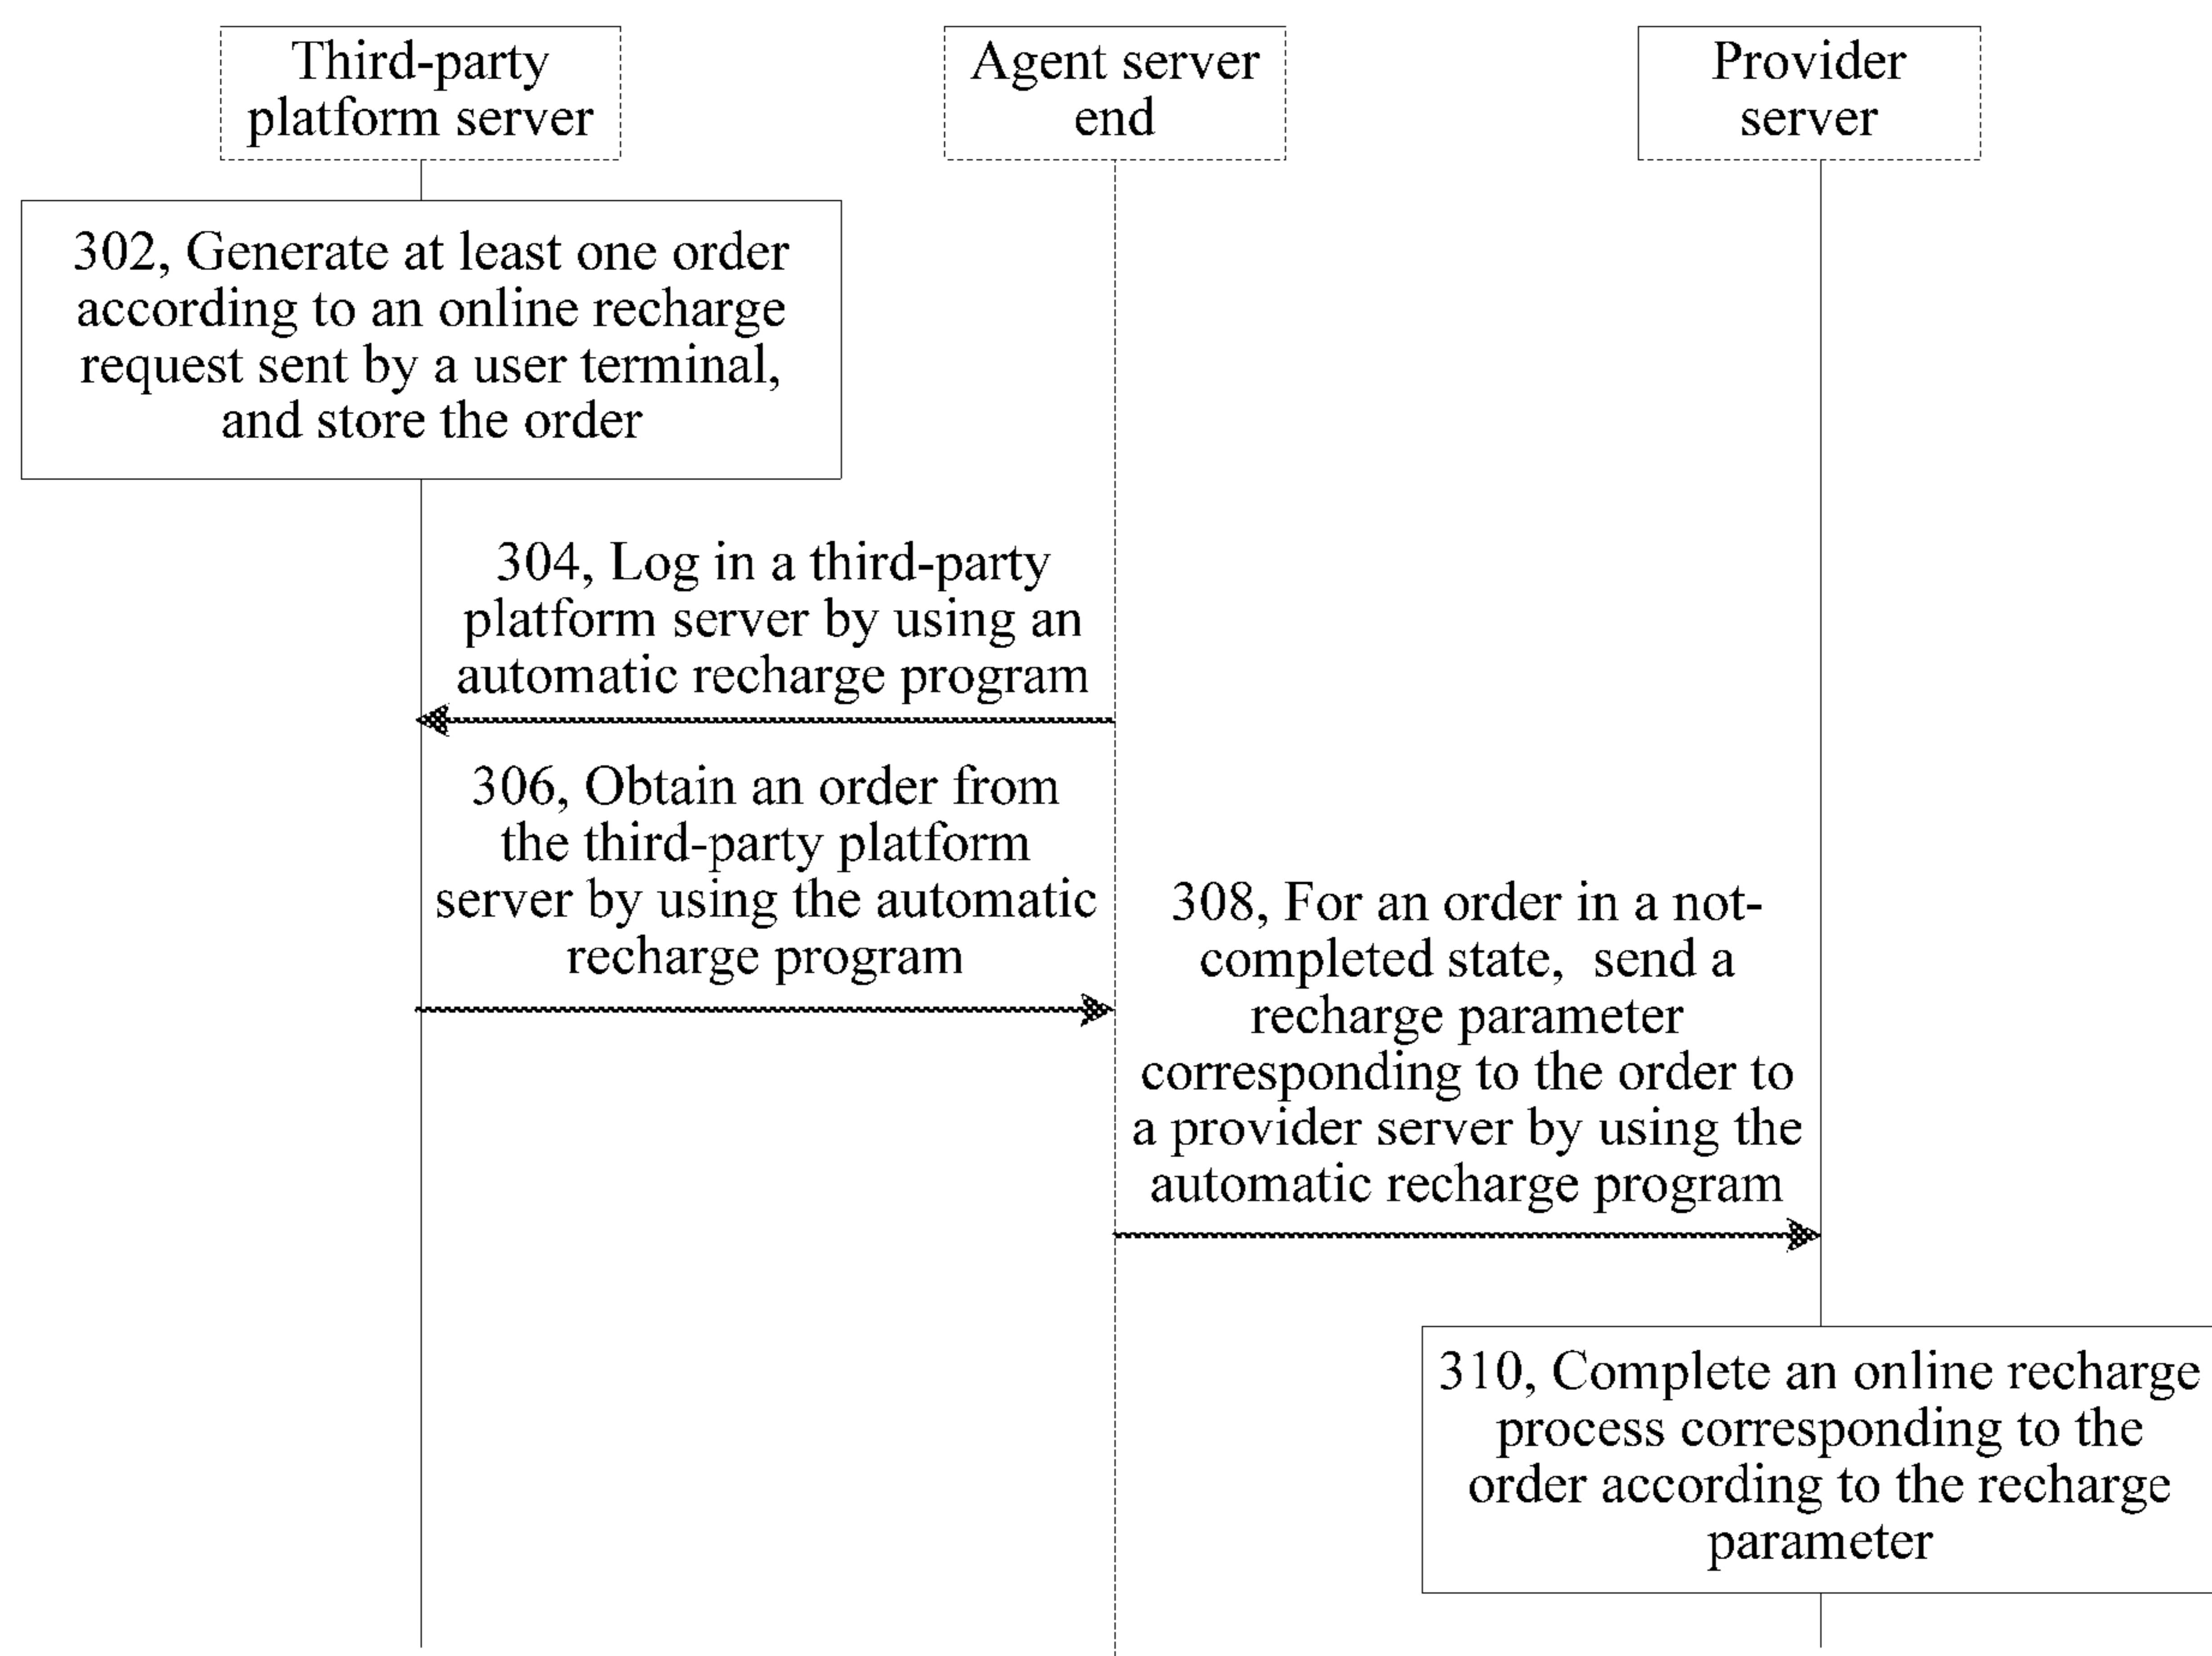 Third-party
platform server
Agent server
end
Provider
server
302, Generate at least one order
according to an online recharge
request sent by a user terminal,
and store the order
304, Log in a third-party
platform server by using an
automatic recharge program
306, Obtain an order from
the third-party platform
server by using the automatic
recharge program
308, For an order in a not-
completed state, send a
recharge parameter
corresponding to the order to
a provider server by using the
automatic recharge program
310, Complete an online recharge
process corresponding to the
order according to the recharge
parameter